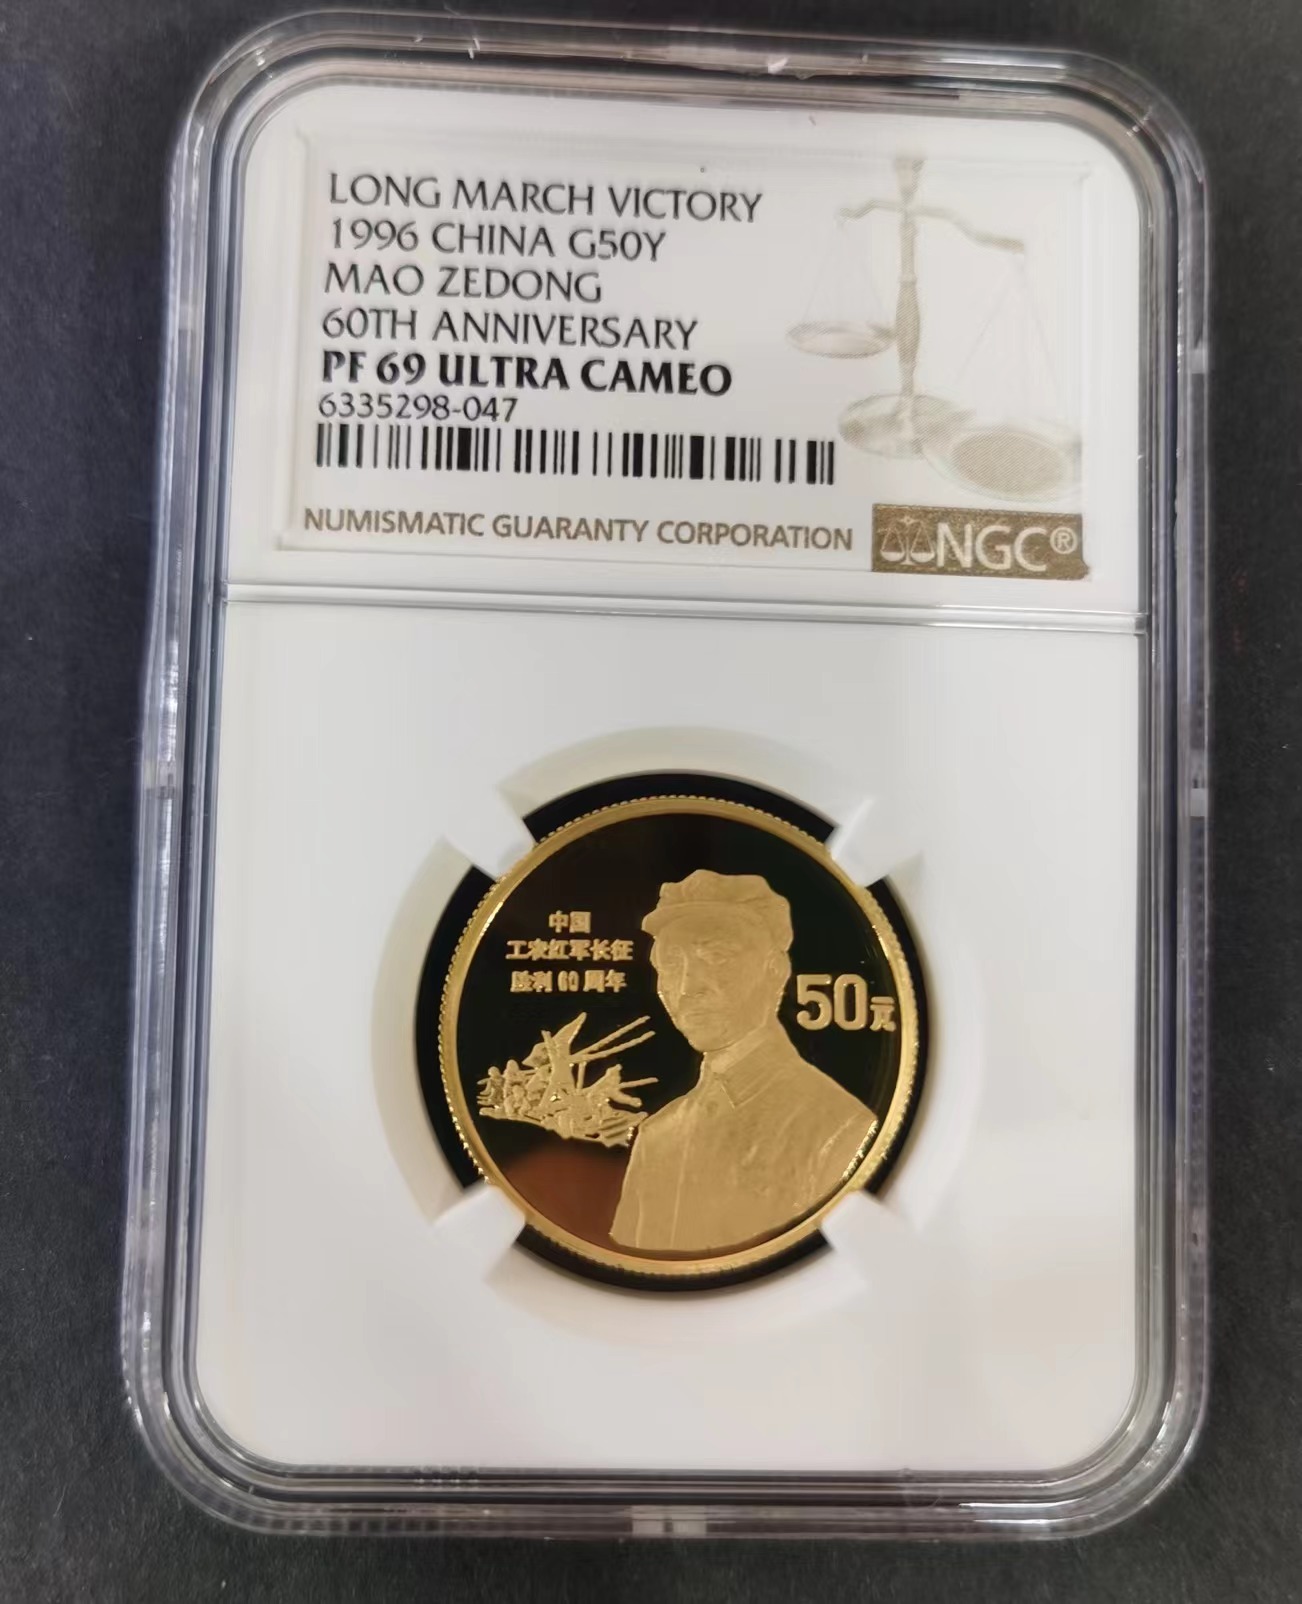 LONG MARCH VICTORY
1996 CHINA G50Y
MAO ZEDONG
60TH ANNIVERSARY
PF 69 ULTRA CAMEO
6335298-047
NUMISMATIC GUARANTY CORPORATION
NGC®
中国
工农红军长征
胜利60周年
50元